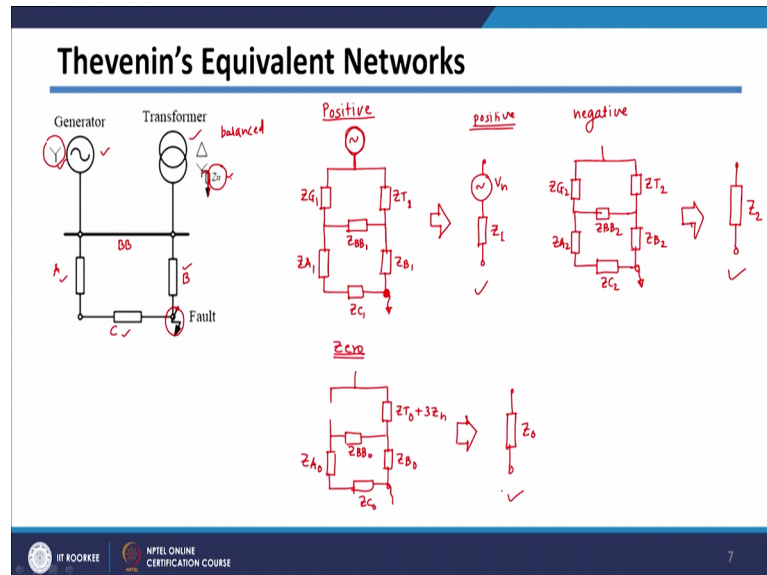 Thevenin's Equivalent Networks
Generator
Transformer
balanced
Y
Δ
Y
Zn
BB
A
B
C
Fault
Positive
ZG1
ZT1
ZBB1
ZA1
ZB1
ZC1
positive
Vn
Z1
negative
ZG2
ZT2
ZBB2
ZA2
ZB2
ZC2
Z2
Zero
ZT0+3Zn
ZBB0
ZA0
ZB0
ZC0
Z0
IIT ROORKEE
NPTEL ONLINE
CERTIFICATION COURSE
7